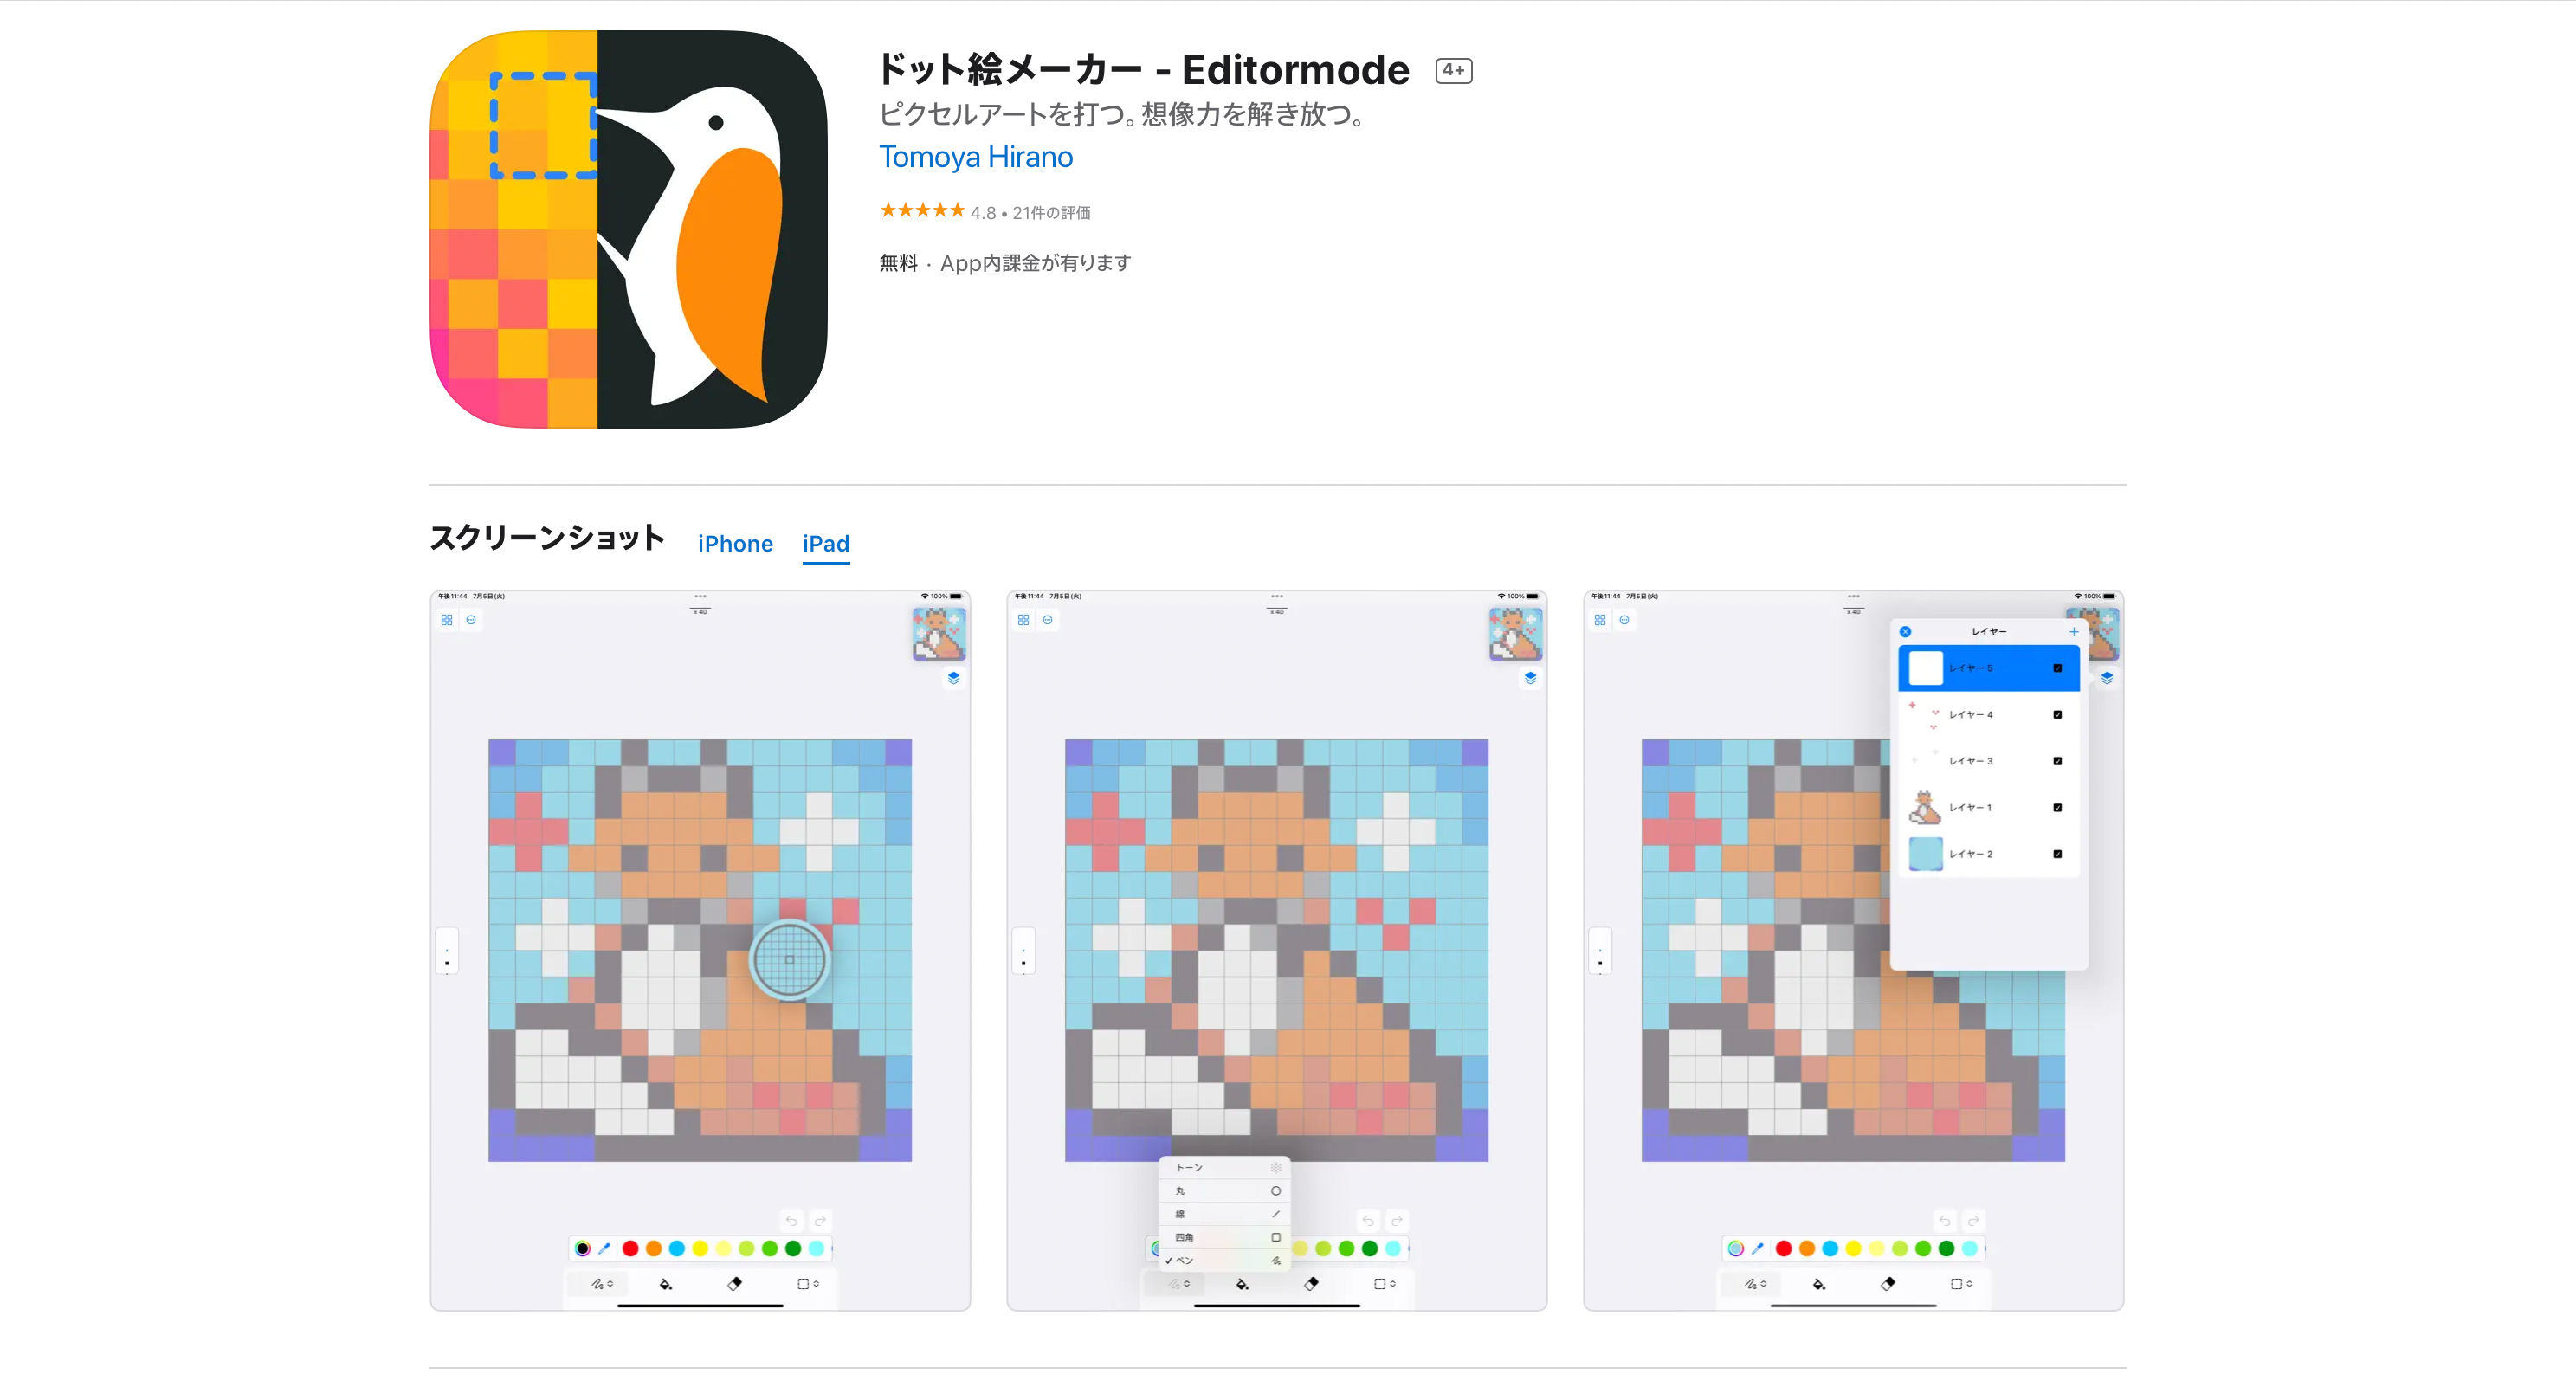 ドット絵メーカー - Editormode 4+
ピクセルアートを打つ。想像力を解き放つ。
Tomoya Hirano
★★★★★ 4.8 • 21件の評価
無料 · App内課金が有ります
スクリーンショット iPhone iPad
午後11:44 7月5日(火) 100%
x 40
午後11:44 7月5日(火) 100%
x 40
トーン
丸
線
四角
✓ ペン
午後11:44 7月5日(火) 100%
x 40
レイヤー
レイヤー 5
レイヤー 4
レイヤー 3
レイヤー 1
レイヤー 2